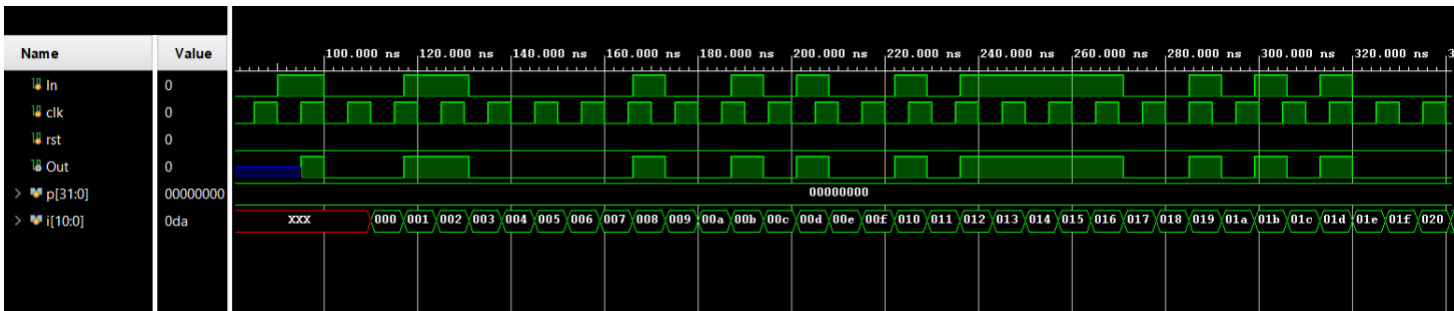 Name Value
100.000 ns 120.000 ns 140.000 ns 160.000 ns 180.000 ns 200.000 ns 220.000 ns 240.000 ns 260.000 ns 280.000 ns 300.000 ns 320.000 ns 3
In 0
clk 0
rst 0
Out 0
> p[31:0] 00000000 00000000
> i[10:0] 0da XXX 000 001 002 003 004 005 006 007 008 009 00a 00b 00c 00d 00e 00f 010 011 012 013 014 015 016 017 018 019 01a 01b 01c 01d 01e 01f 020